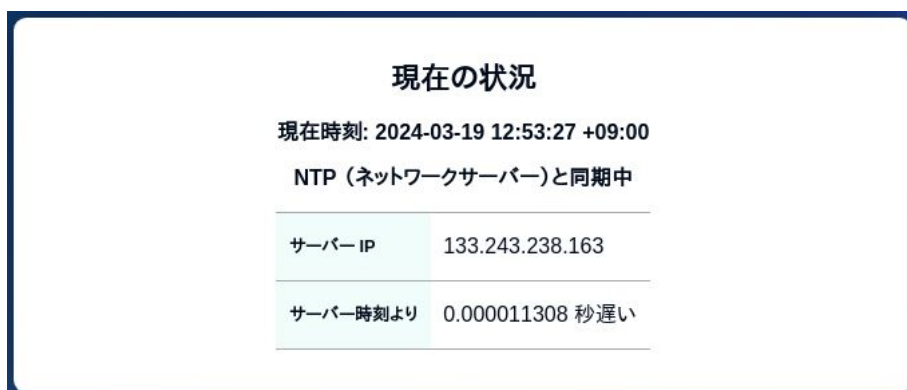 現在の状況
現在時刻: 2024-03-19 12:53:27 +09:00
NTP（ネットワークサーバー）と同期中
サーバー IP 133.243.238.163
サーバー時刻より 0.000011308 秒遅い